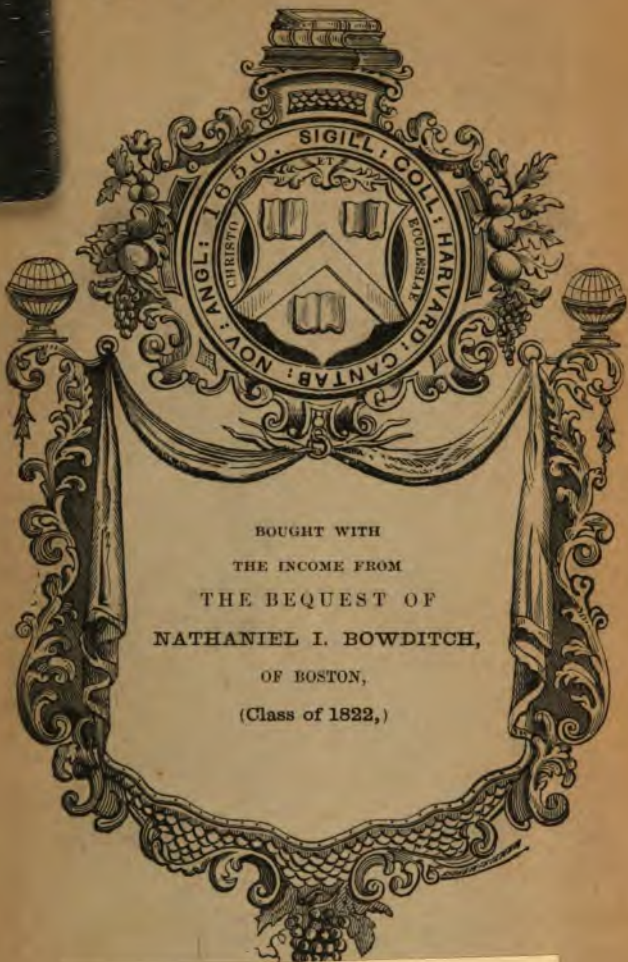 SIGILL: COLL: HARVARD: CANTAB: NOV: ANGL: 1650.
CHRISTO ET ECCLESIAE
BOUGHT WITH
THE INCOME FROM
THE BEQUEST OF
NATHANIEL I. BOWDITCH,
OF BOSTON,
(Class of 1822,)